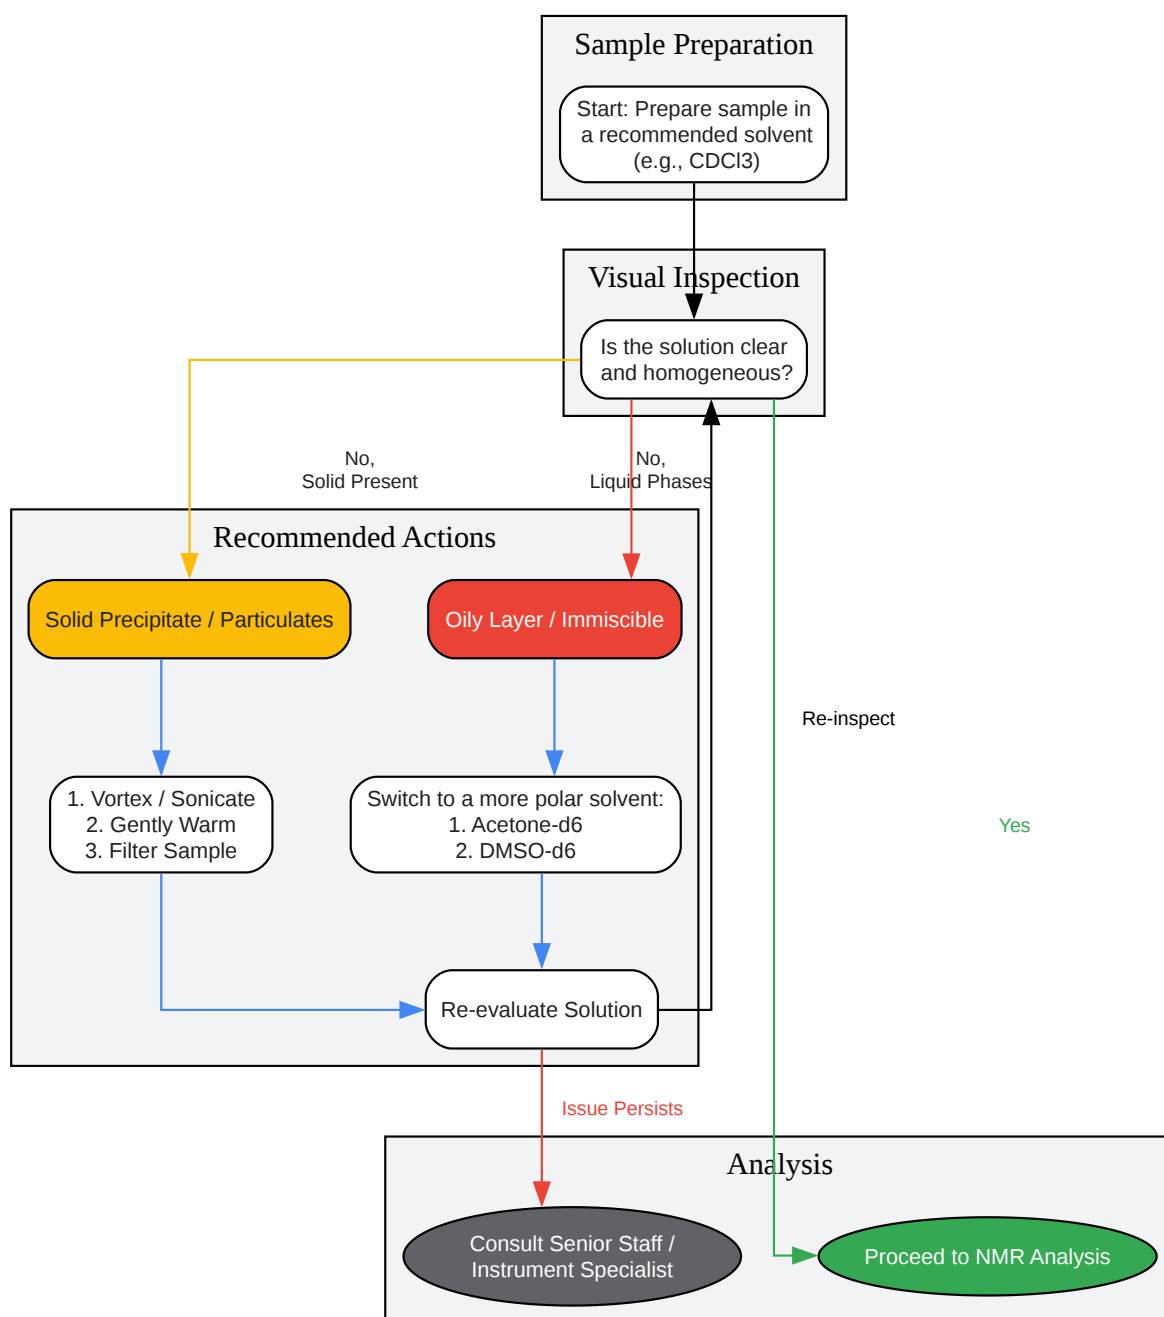 Sample Preparation
Start: Prepare sample in
a recommended solvent
(e.g., CDCl3)
Visual Inspection
Is the solution clear
and homogeneous?
No,
Solid Present
No,
Liquid Phases
Recommended Actions
Solid Precipitate / Particulates
Oily Layer / Immiscible
Re-inspect
1. Vortex / Sonicate
2. Gently Warm
3. Filter Sample
Switch to a more polar solvent:
1. Acetone-d6
2. DMSO-d6
Yes
Re-evaluate Solution
Issue Persists
Analysis
Consult Senior Staff /
Instrument Specialist
Proceed to NMR Analysis